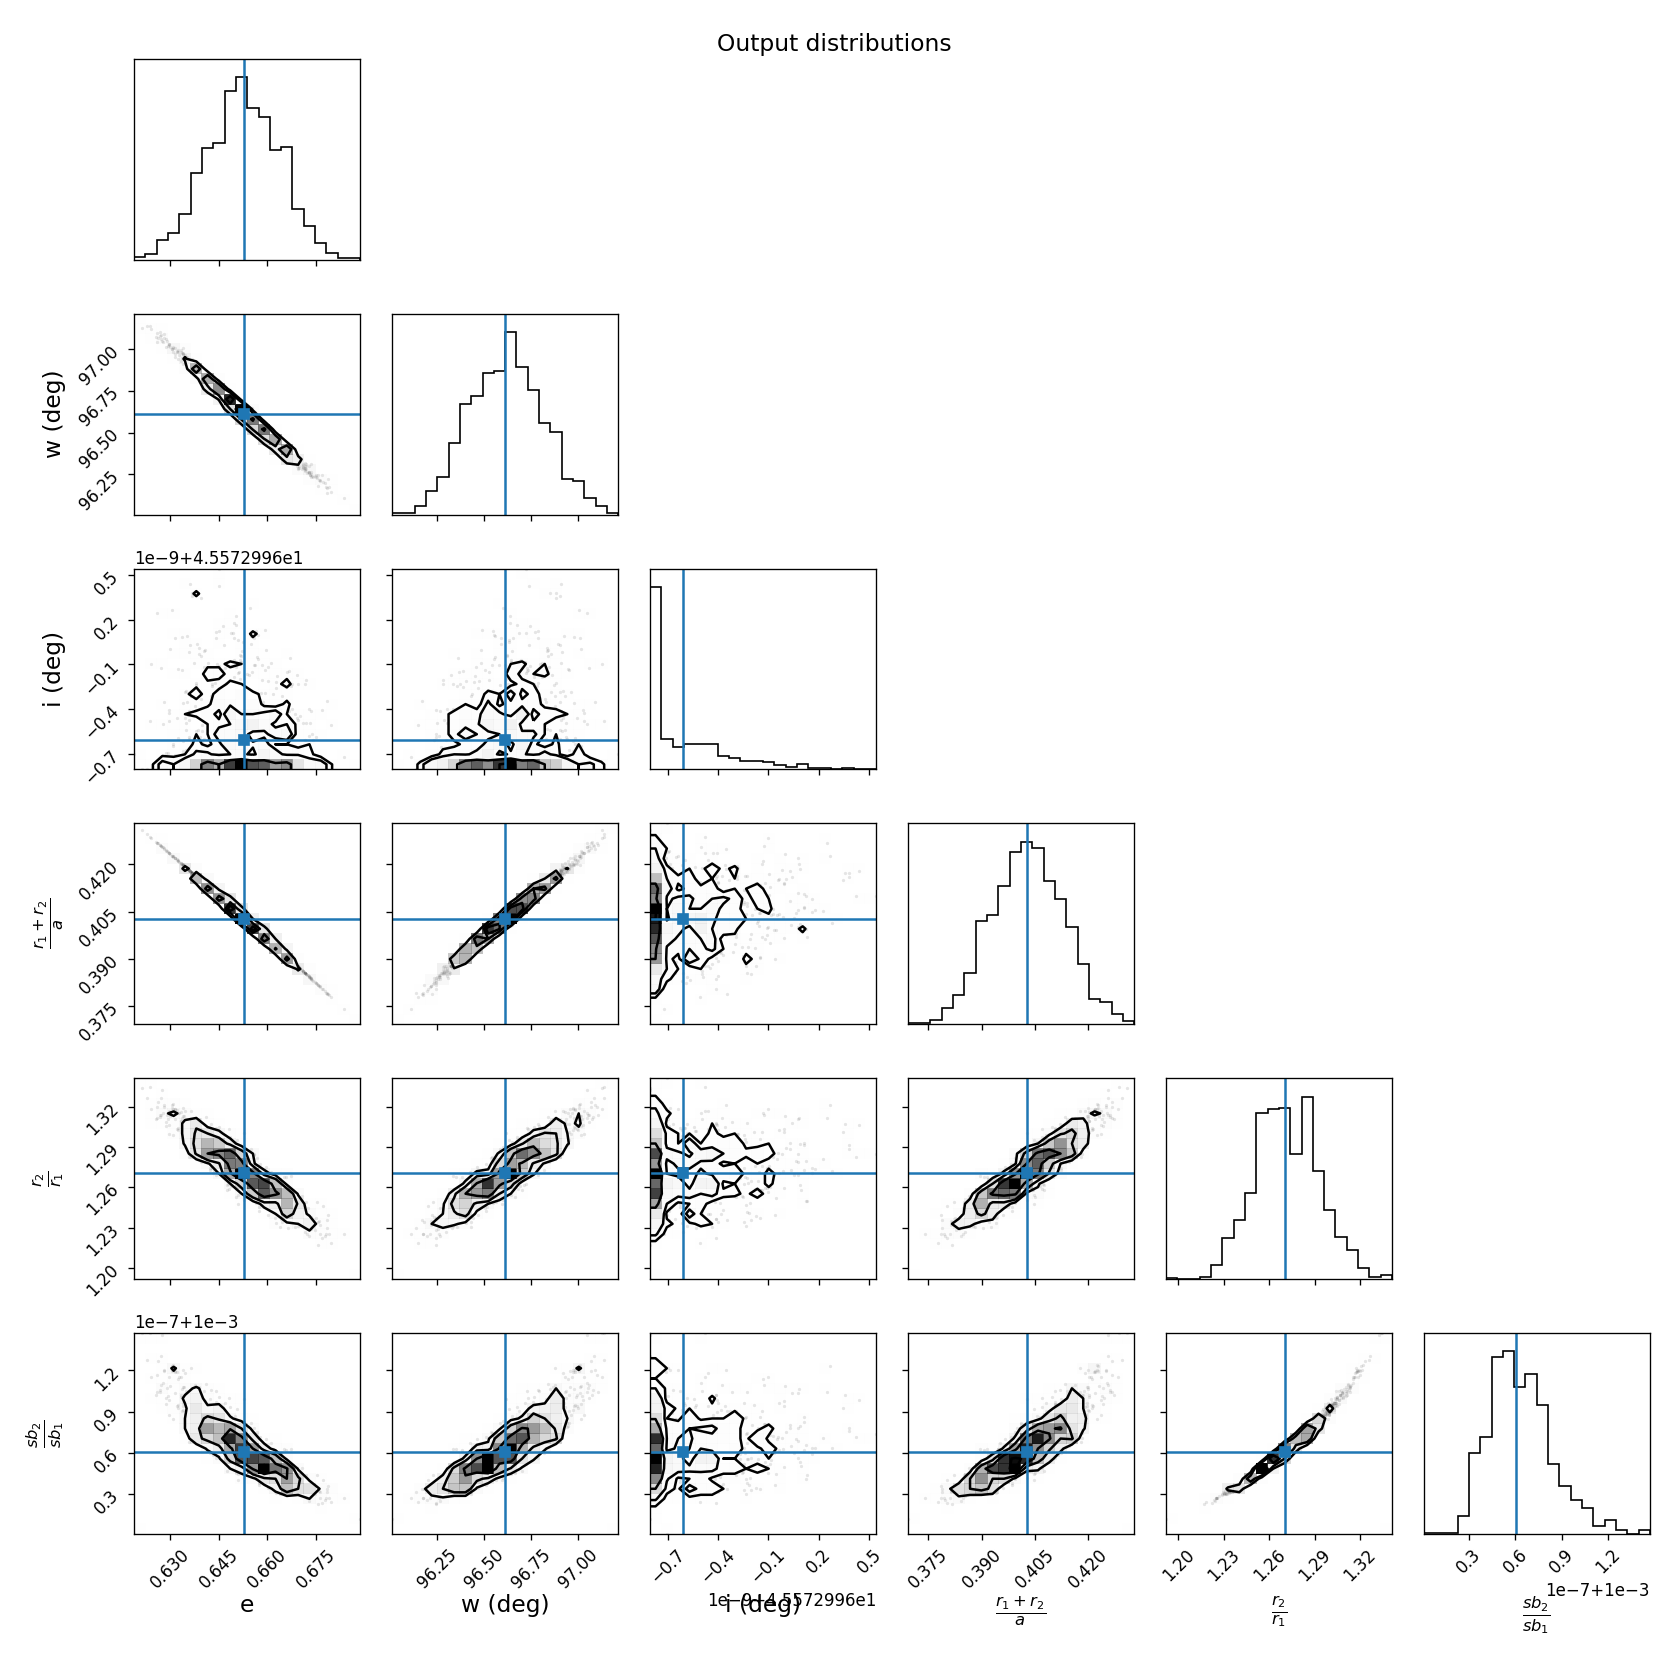 Output distributions
w (deg)
97.00
96.75
96.50
96.25
1e−9+4.5572996e1
i (deg)
0.5
0.2
−0.1
−0.4
−0.7
r1 + r2
a
0.420
0.405
0.390
0.375
r2
r1
1.32
1.29
1.26
1.23
1.20
1e−7+1e−3
sb2
sb1
1.2
0.9
0.6
0.3
0.630 0.645 0.660 0.675
96.25 96.50 96.75 97.00
−0.7 −0.4 −0.1 0.2 0.5
0.375 0.390 0.405 0.420
1.20 1.23 1.26 1.29 1.32
0.3 0.6 0.9 1.2
1e−7+1e−3
1e−9+4.5572996e1
e
w (deg)
i (deg)
r1 + r2
a
r2
r1
sb2
sb1